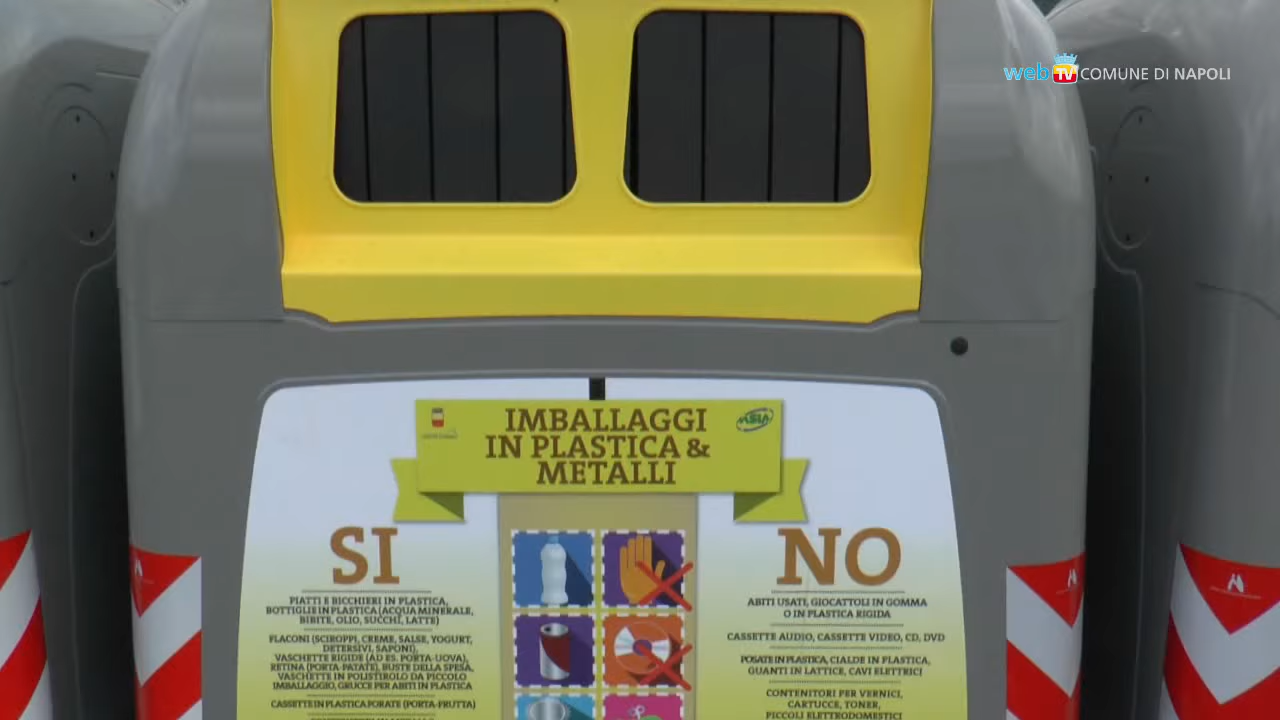 web TV COMUNE DI NAPOLI
IMBALLAGGI
IN PLASTICA &
METALLI
ASIA
SI
PIATTI E BICCHIERI IN PLASTICA,
BOTTIGLIE IN PLASTICA (ACQUA MINERALE,
BIBITE, OLIO, SUCCHI, LATTE)
FLACONI (SCIROPPI, CREME, SALSE, YOGURT,
DETERSIVI, SAPONI),
VASCHETTE RIGIDE (AD ES. PORTA-UOVA),
RETINA (PORTA-PATATE), BUSTE DELLA SPESA,
VASCHETTE IN POLISTIROLO DA PICCOLO
IMBALLAGGIO, GRUCCE PER ABITI IN PLASTICA
CASSETTE IN PLASTICA FORATE (PORTA-FRUTTA)
NO
ABITI USATI, GIOCATTOLI IN GOMMA
O IN PLASTICA RIGIDA
CASSETTE AUDIO, CASSETTE VIDEO, CD, DVD
POSATE IN PLASTICA, CIALDE IN PLASTICA,
GUANTI IN LATTICE, CAVI ELETTRICI
CONTENITORI PER VERNICI,
CARTUCCE, TONER,
PICCOLI ELETTRODOMESTICI